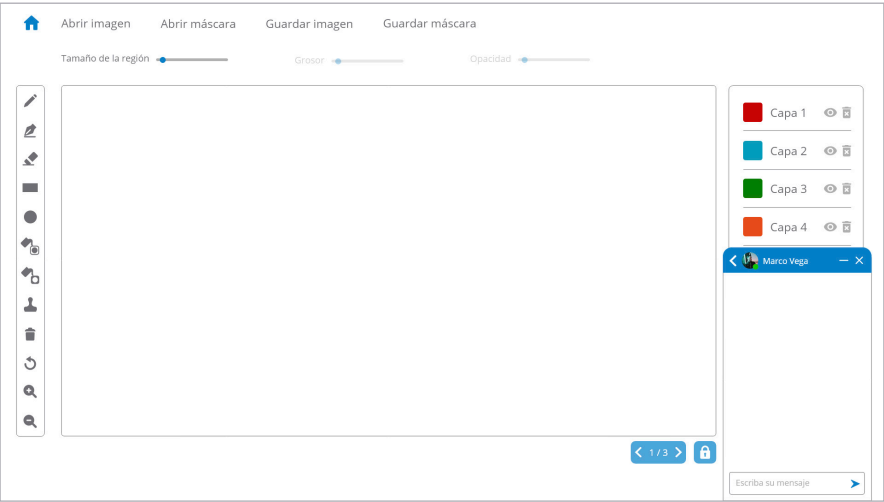 Abrir imagen Abrir máscara Guardar imagen Guardar máscara
Tamaño de la región Grosor Opacidad
Capa 1
Capa 2
Capa 3
Capa 4
Marco Vega
1 / 3
Escriba su mensaje